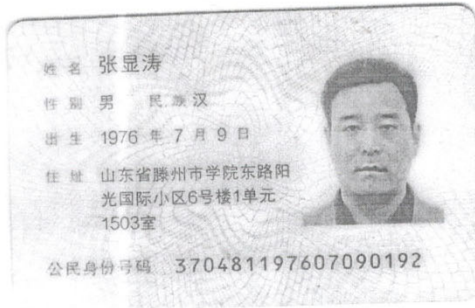 姓名 张显涛
性别 男 民族 汉
出生 1976 年 7 月 9 日
住址 山东省滕州市学院东路阳
光国际小区6号楼1单元
1503室
公民身份号码 370481197607090192